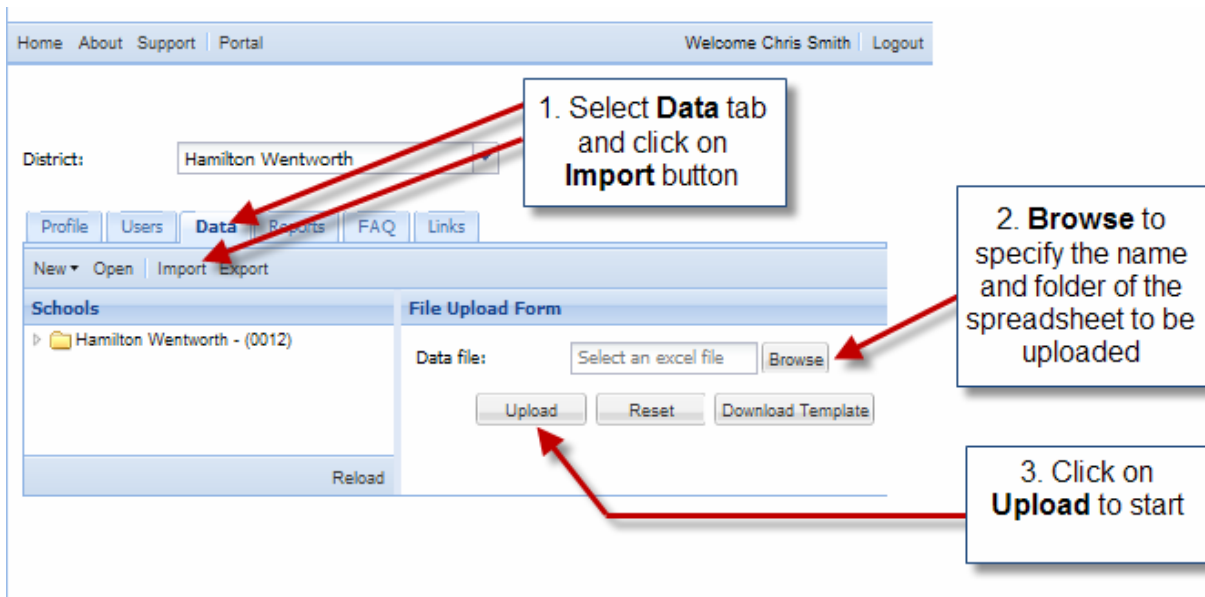 Home About Support Portal Welcome Chris Smith Logout
1. Select Data tab
and click on
Import button
District: Hamilton Wentworth
Profile Users Data Reports FAQ Links
New Open Import Export
Schools
Hamilton Wentworth - (0012)
Reload
File Upload Form
Data file: Select an excel file Browse
Upload Reset Download Template
2. Browse to
specify the name
and folder of the
spreadsheet to be
uploaded
3. Click on
Upload to start